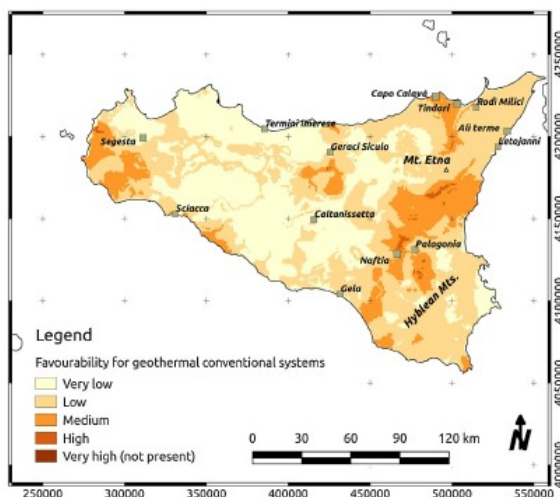 Capo Calavà
Tindari
Rodi Milici
Termini Imerese
Ali terme
Segesta
Letojanni
Geraci Siculo
Mt. Etna
Sciacca
Caltanissetta
Palagonia
Naftia
Gela
Hyblean Mts.
Legend
Favourability for geothermal conventional systems
Very low
Low
Medium
High
Very high (not present)
0 30 60 90 120 km
N
250000 300000 350000 400000 450000 500000 550000
4200000
4150000
4100000
4050000